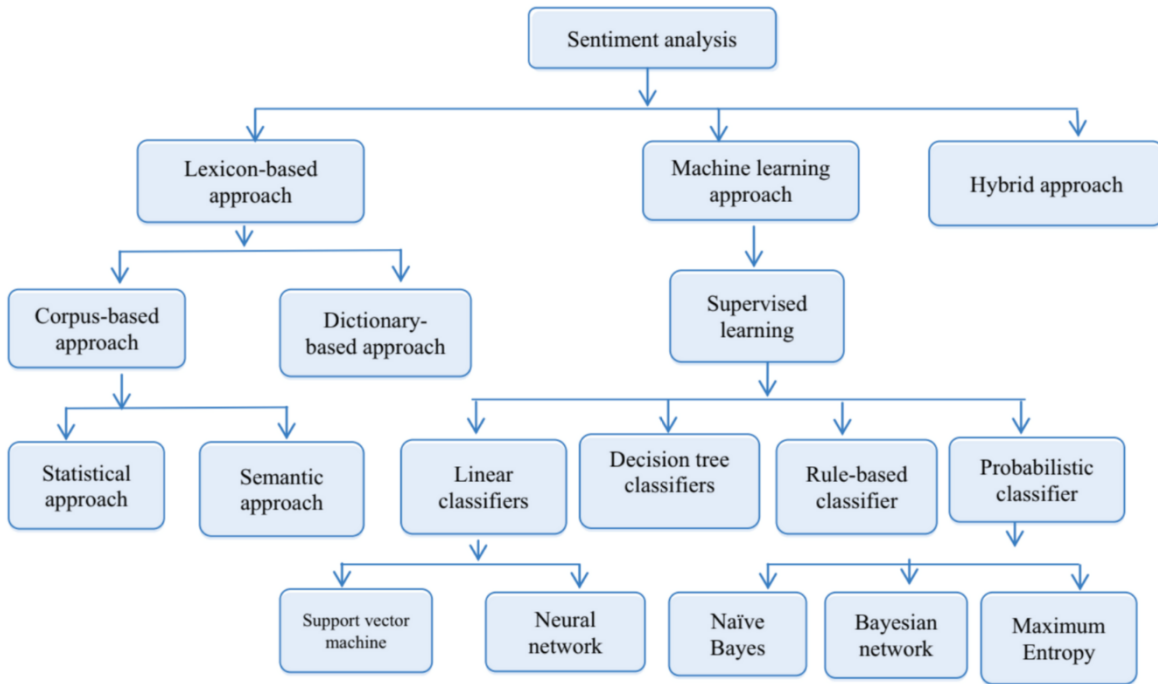 Sentiment analysis
Lexicon-based
approach
Machine learning
approach
Hybrid approach
Corpus-based
approach
Dictionary-
based approach
Supervised
learning
Statistical
approach
Semantic
approach
Linear
classifiers
Decision tree
classifiers
Rule-based
classifier
Probabilistic
classifier
Support vector
machine
Neural
network
Naïve
Bayes
Bayesian
network
Maximum
Entropy